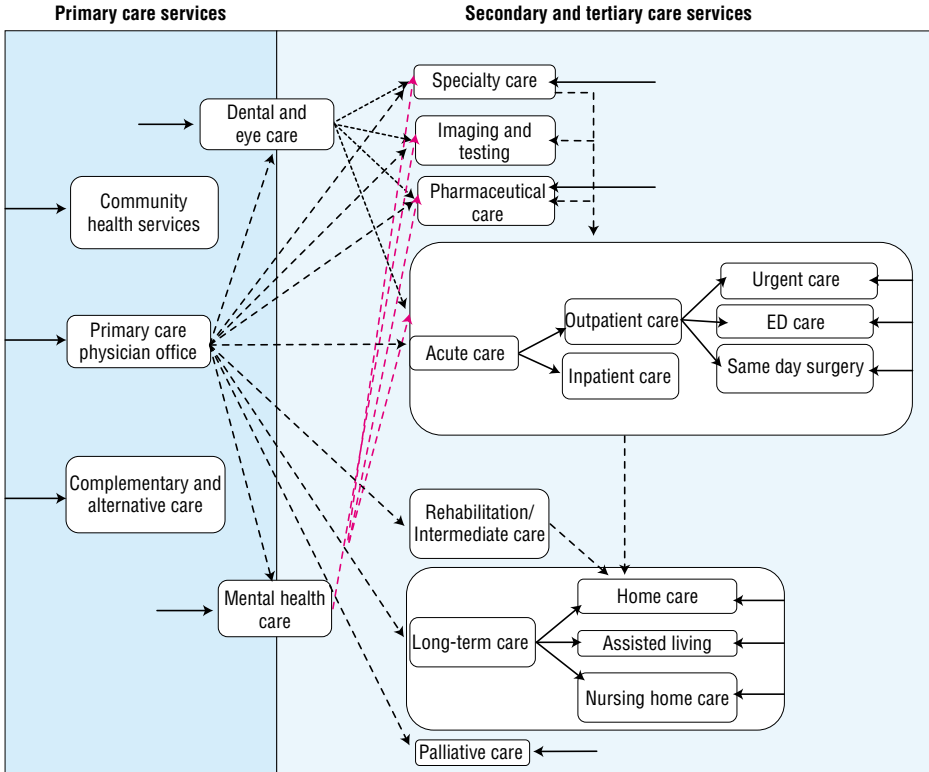 Primary care services
Secondary and tertiary care services
Dental and
eye care
Community
health services
Primary care
physician office
Complementary and
alternative care
Mental health
care
Specialty care
Imaging and
testing
Pharmaceutical
care
Acute care
Outpatient care
Inpatient care
Urgent care
ED care
Same day surgery
Rehabilitation/
Intermediate care
Long-term care
Home care
Assisted living
Nursing home care
Palliative care